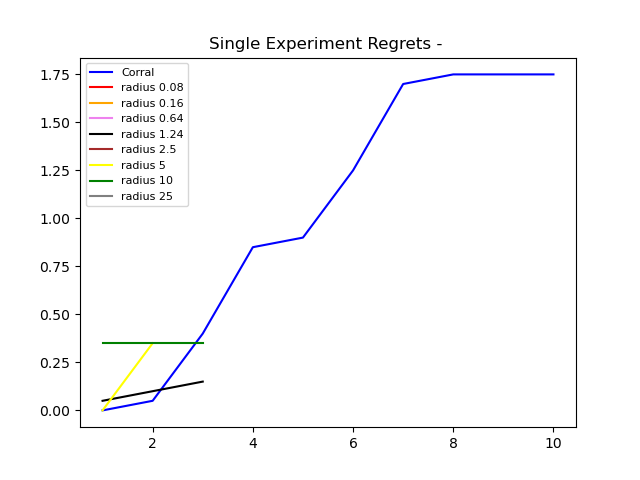 Single Experiment Regrets -
Corral
radius 0.08
radius 0.16
radius 0.64
radius 1.24
radius 2.5
radius 5
radius 10
radius 25
1.75
1.50
1.25
1.00
0.75
0.50
0.25
0.00
2 4 6 8 10